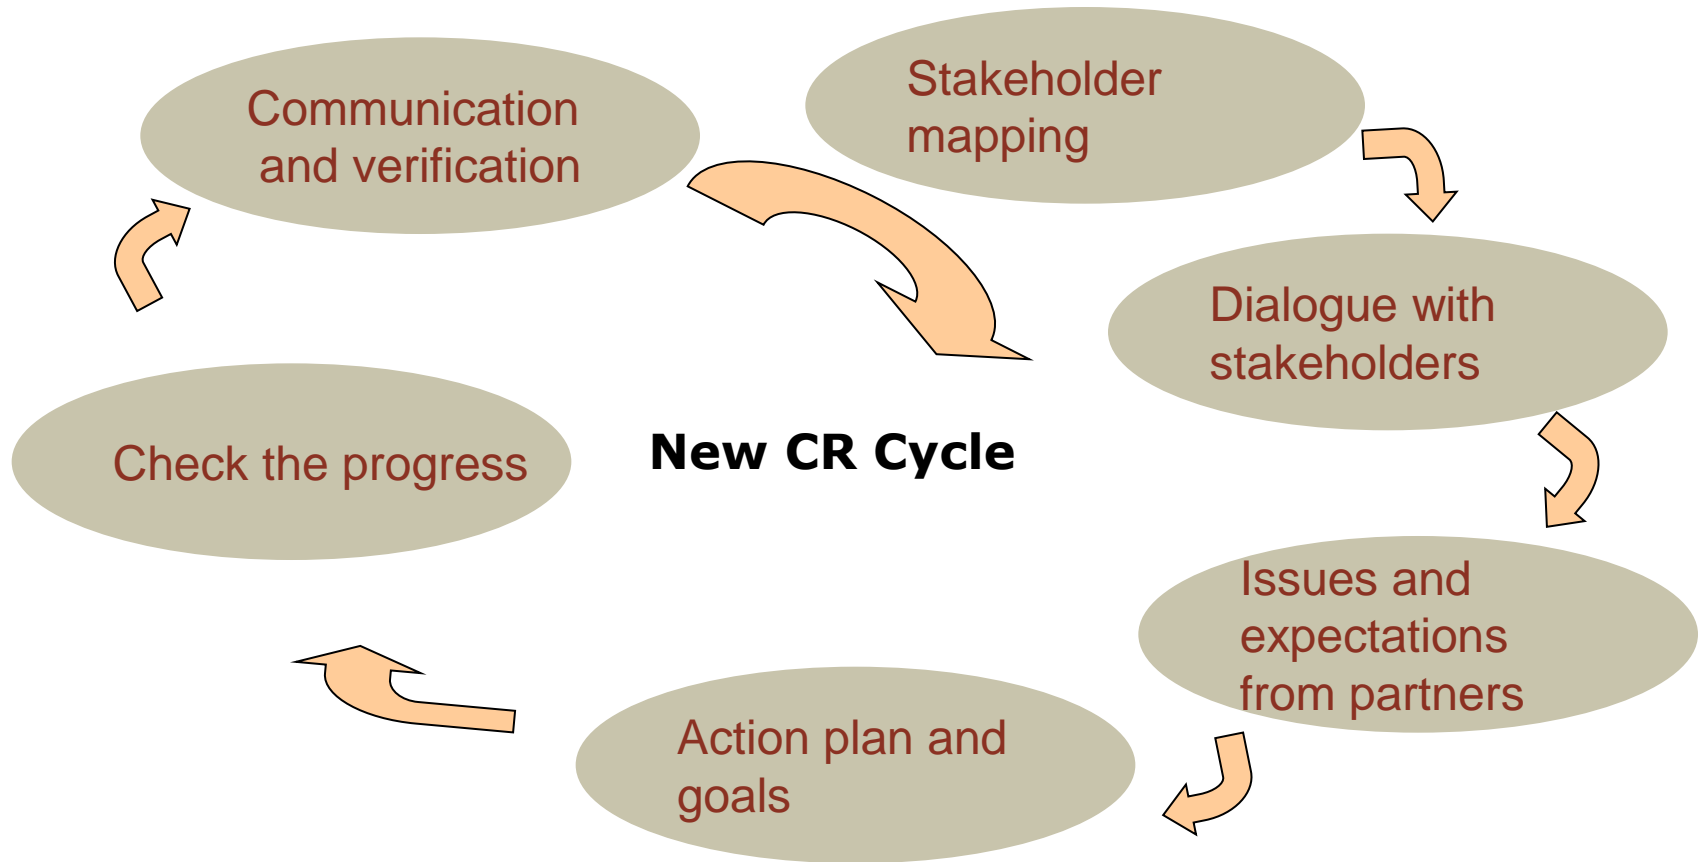 Communication
and verification
Stakeholder
mapping
Dialogue with
stakeholders
Issues and
expectations
from partners
Action plan and
goals
Check the progress
New CR Cycle